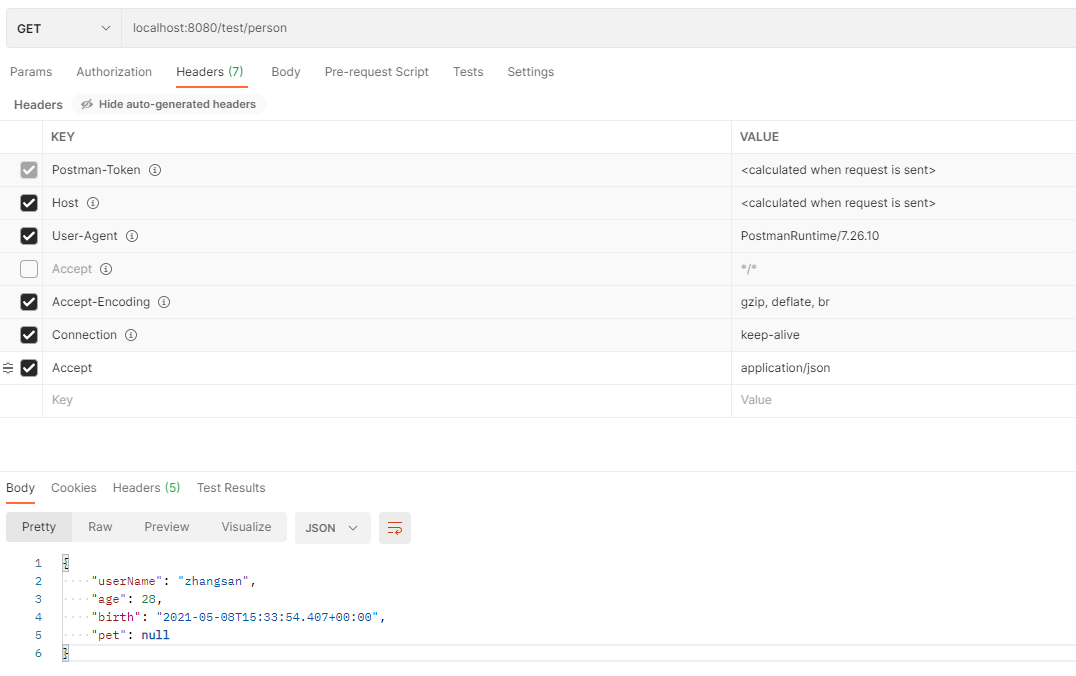 GET localhost:8080/test/person
Params Authorization Headers (7) Body Pre-request Script Tests Settings
Headers Hide auto-generated headers
KEY VALUE
Postman-Token <calculated when request is sent>
Host <calculated when request is sent>
User-Agent PostmanRuntime/7.26.10
Accept */*
Accept-Encoding gzip, deflate, br
Connection keep-alive
Accept application/json
Key Value
Body Cookies Headers (5) Test Results
Pretty Raw Preview Visualize JSON
1 {
2 "userName": "zhangsan",
3 "age": 28,
4 "birth": "2021-05-08T15:33:54.407+00:00",
5 "pet": null
6 }